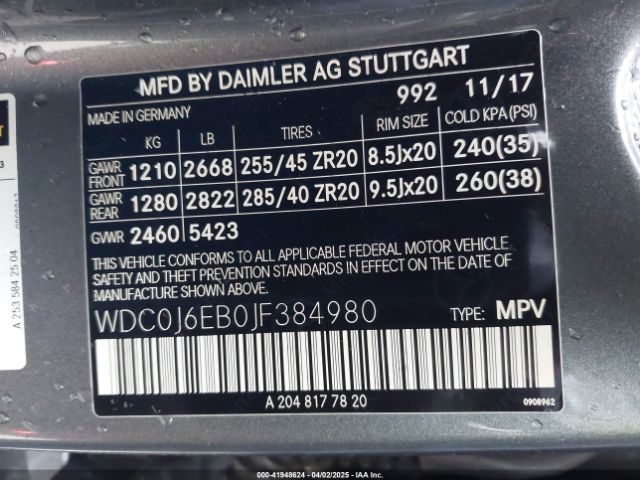 MFD BY DAIMLER AG STUTTGART
992 11/17
MADE IN GERMANY
KG LB TIRES RIM SIZE COLD KPA (PSI)
GAWR FRONT 1210 2668 255/45 ZR20 8.5Jx20 240(35)
GAWR REAR 1280 2822 285/40 ZR20 9.5Jx20 260(38)
GVWR 2460 5423
THIS VEHICLE CONFORMS TO ALL APPLICABLE FEDERAL MOTOR VEHICLE
SAFETY AND THEFT PREVENTION STANDARDS IN EFFECT ON THE DATE OF
MANUFACTURE SHOWN ABOVE.
WDC0J6EB0JF384980 TYPE: MPV
A 204 817 78 20
0908962
A 253 584 25 04
000-41948624 - 04/02/2025 - IAAI.com